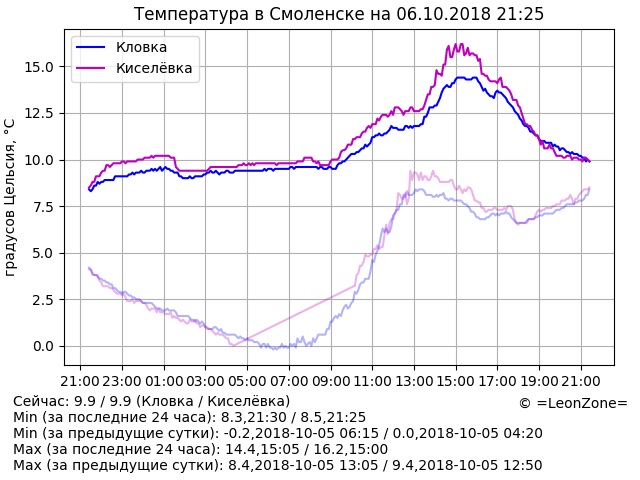 Температура в Смоленске на 06.10.2018 21:25
Кловка
Киселёвка
градусов Цельсия, °C
15.0
12.5
10.0
7.5
5.0
2.5
0.0
21:00 23:00 01:00 03:00 05:00 07:00 09:00 11:00 13:00 15:00 17:00 19:00 21:00
Сейчас: 9.9 / 9.9 (Кловка / Киселёвка)
© =LeonZone=
Min (за последние 24 часа): 8.3,21:30 / 8.5,21:25
Min (за предыдущие сутки): -0.2,2018-10-05 06:15 / 0.0,2018-10-05 04:20
Max (за последние 24 часа): 14.4,15:05 / 16.2,15:00
Max (за предыдущие сутки): 8.4,2018-10-05 13:05 / 9.4,2018-10-05 12:50